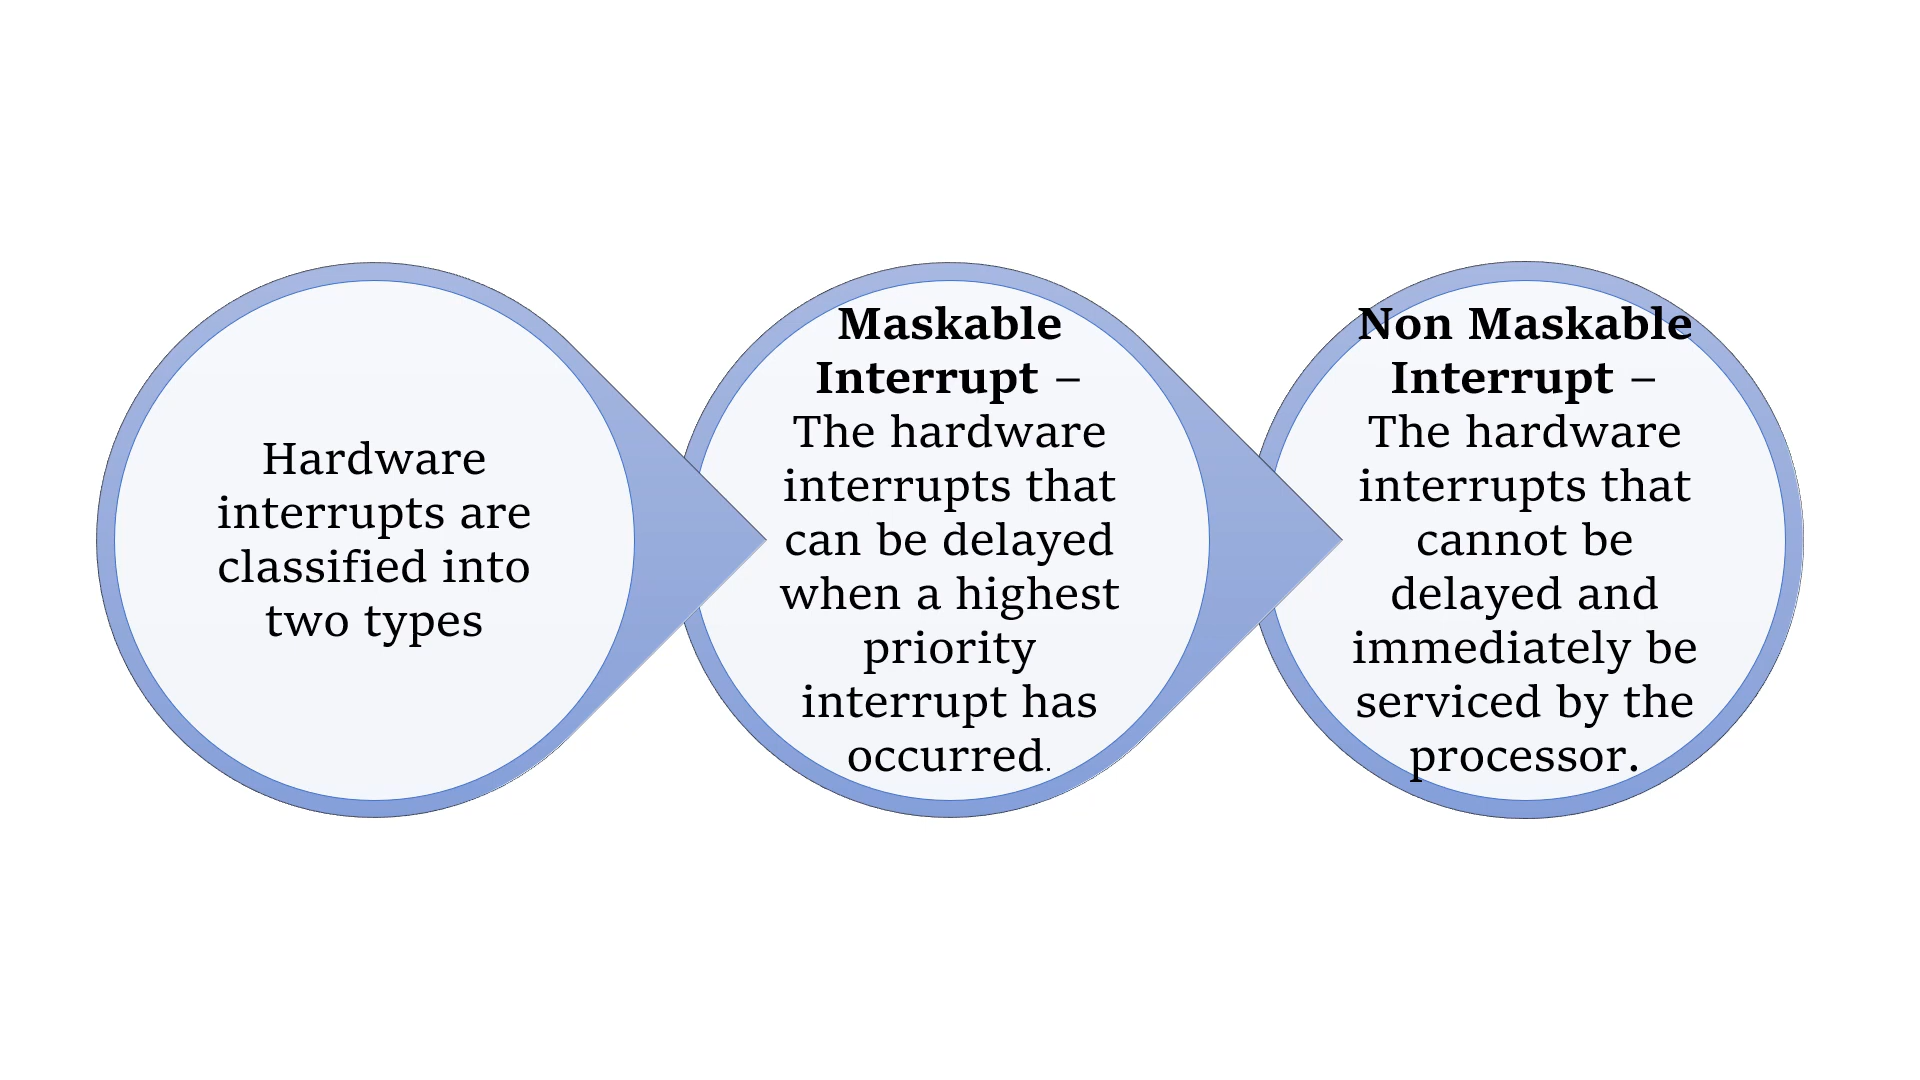 Hardware
interrupts are
classified into
two types
Maskable
Interrupt –
The hardware
interrupts that
can be delayed
when a highest
priority
interrupt has
occurred.
Non Maskable
Interrupt –
The hardware
interrupts that
cannot be
delayed and
immediately be
serviced by the
processor.